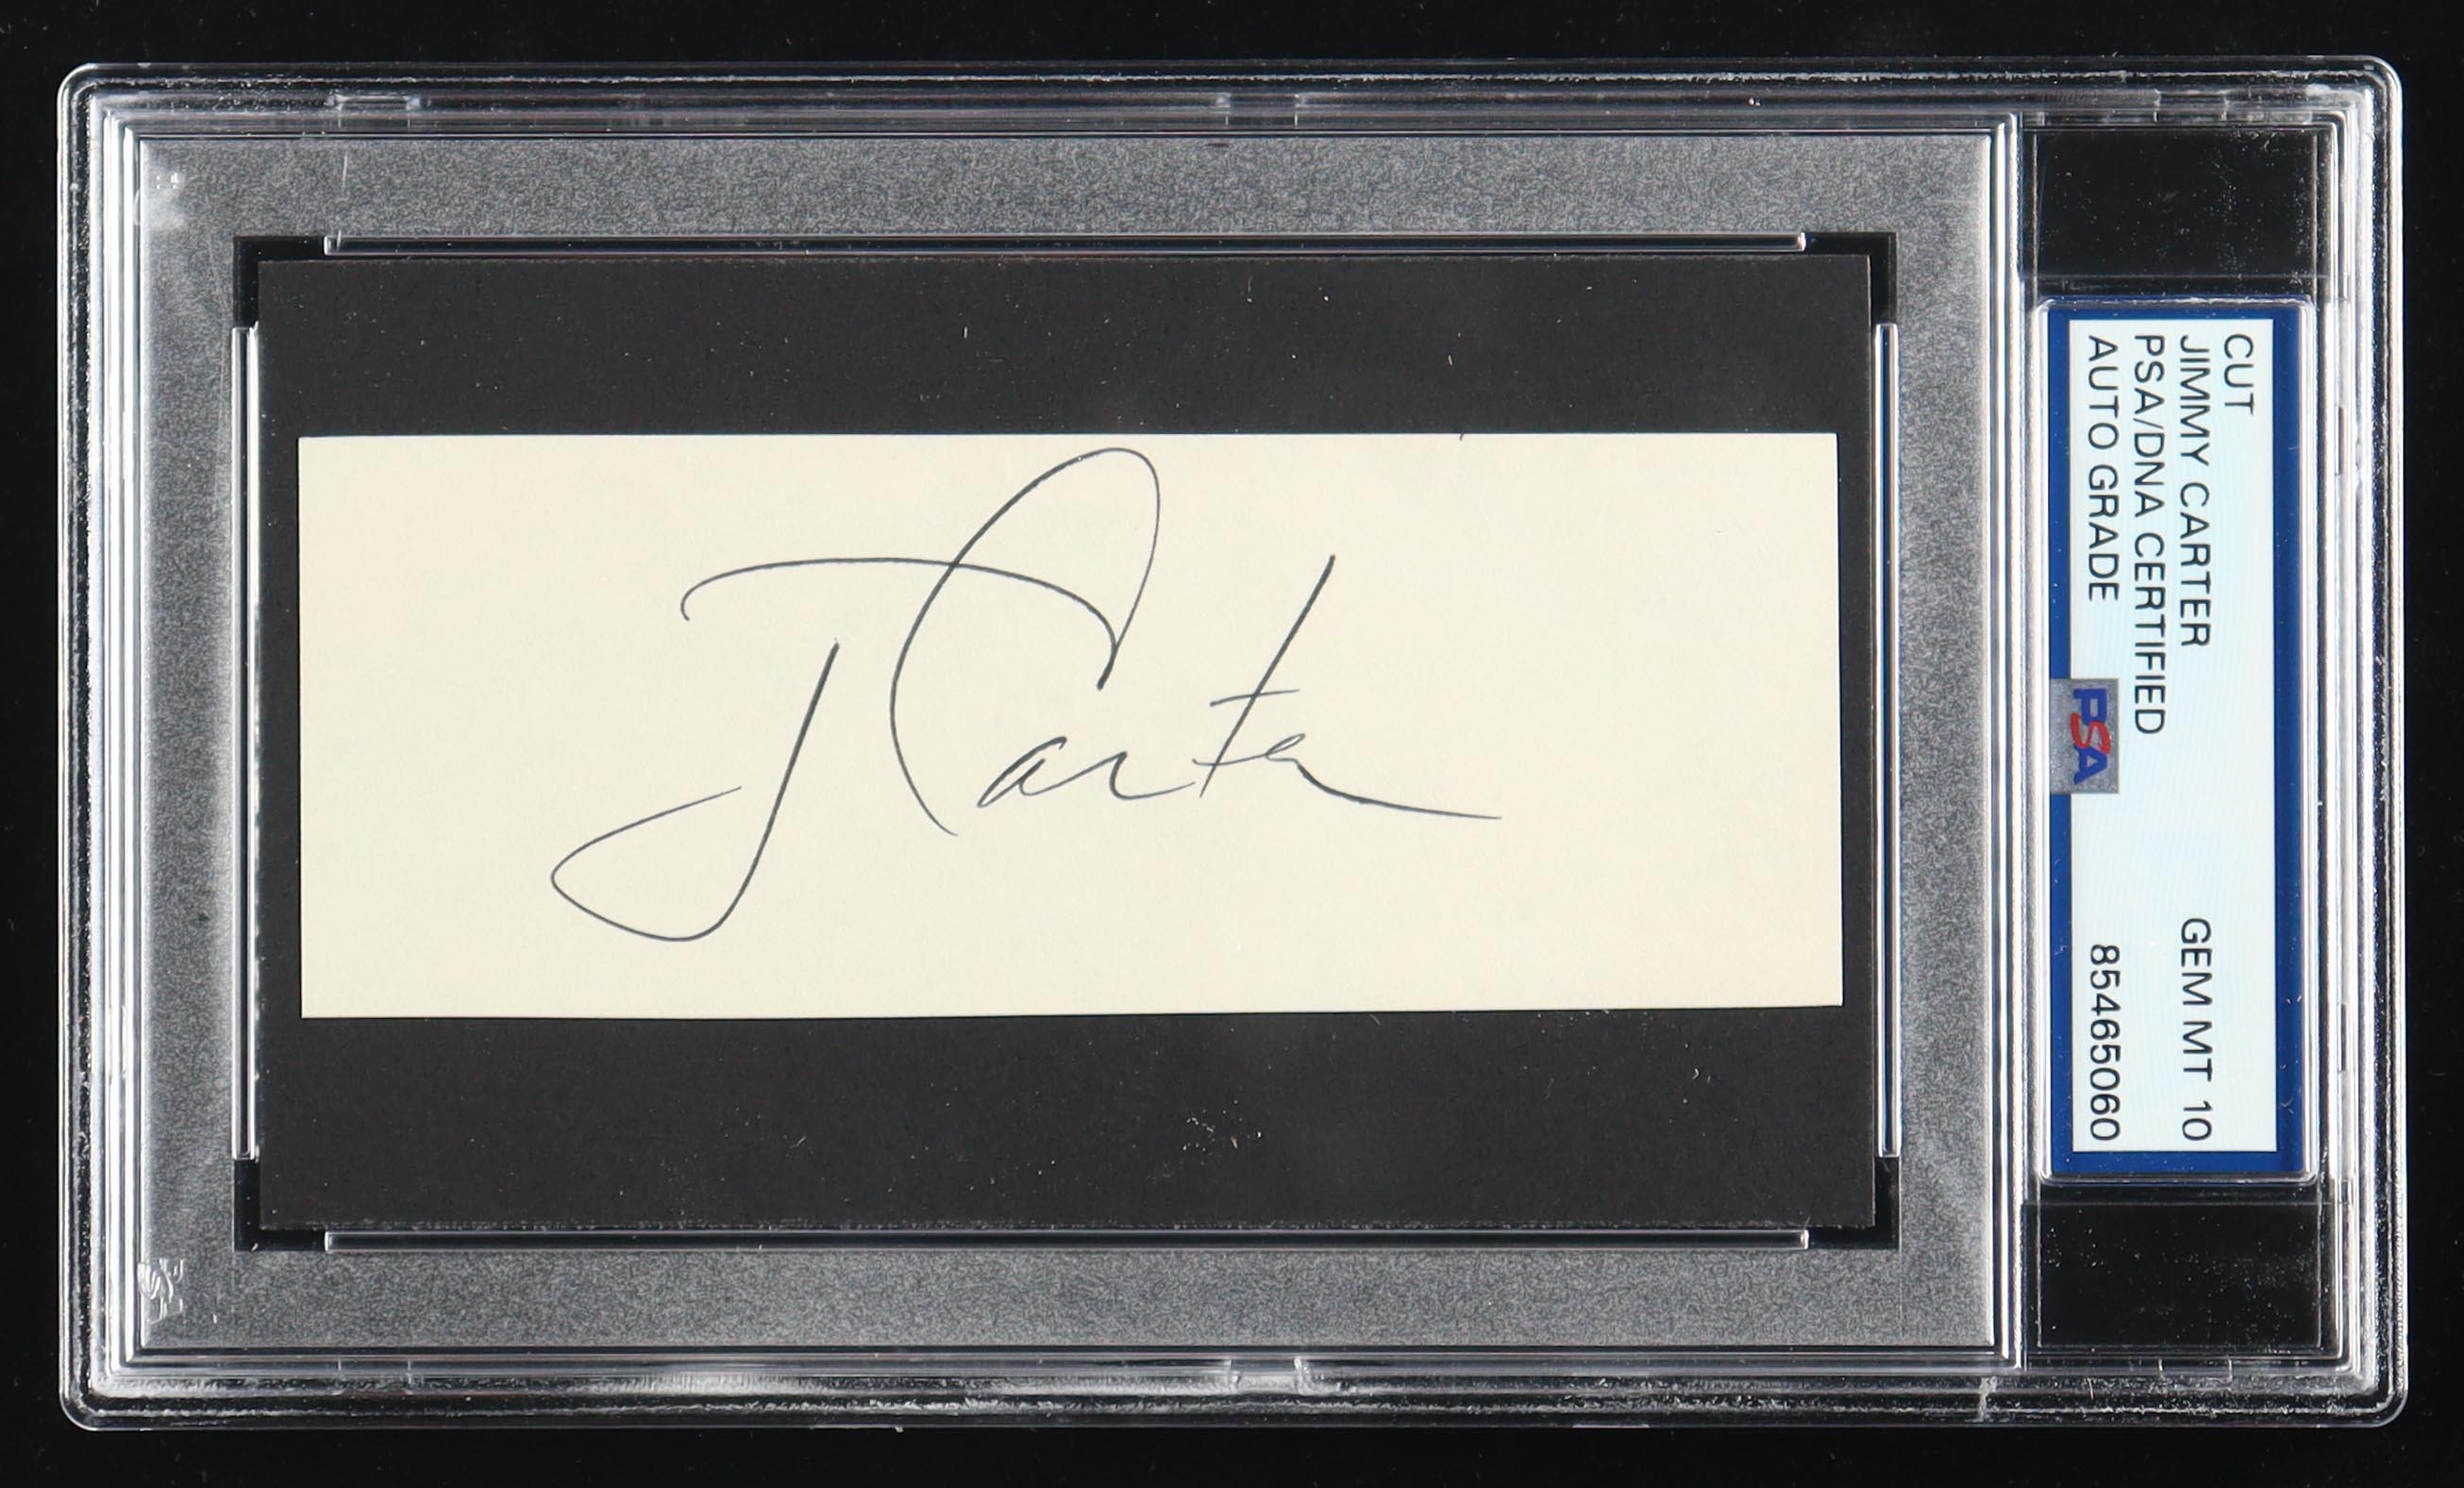 J Carter
CUT
JIMMY CARTER GEM MT 10
PSA/DNA CERTIFIED
AUTO GRADE 85465060
PSA